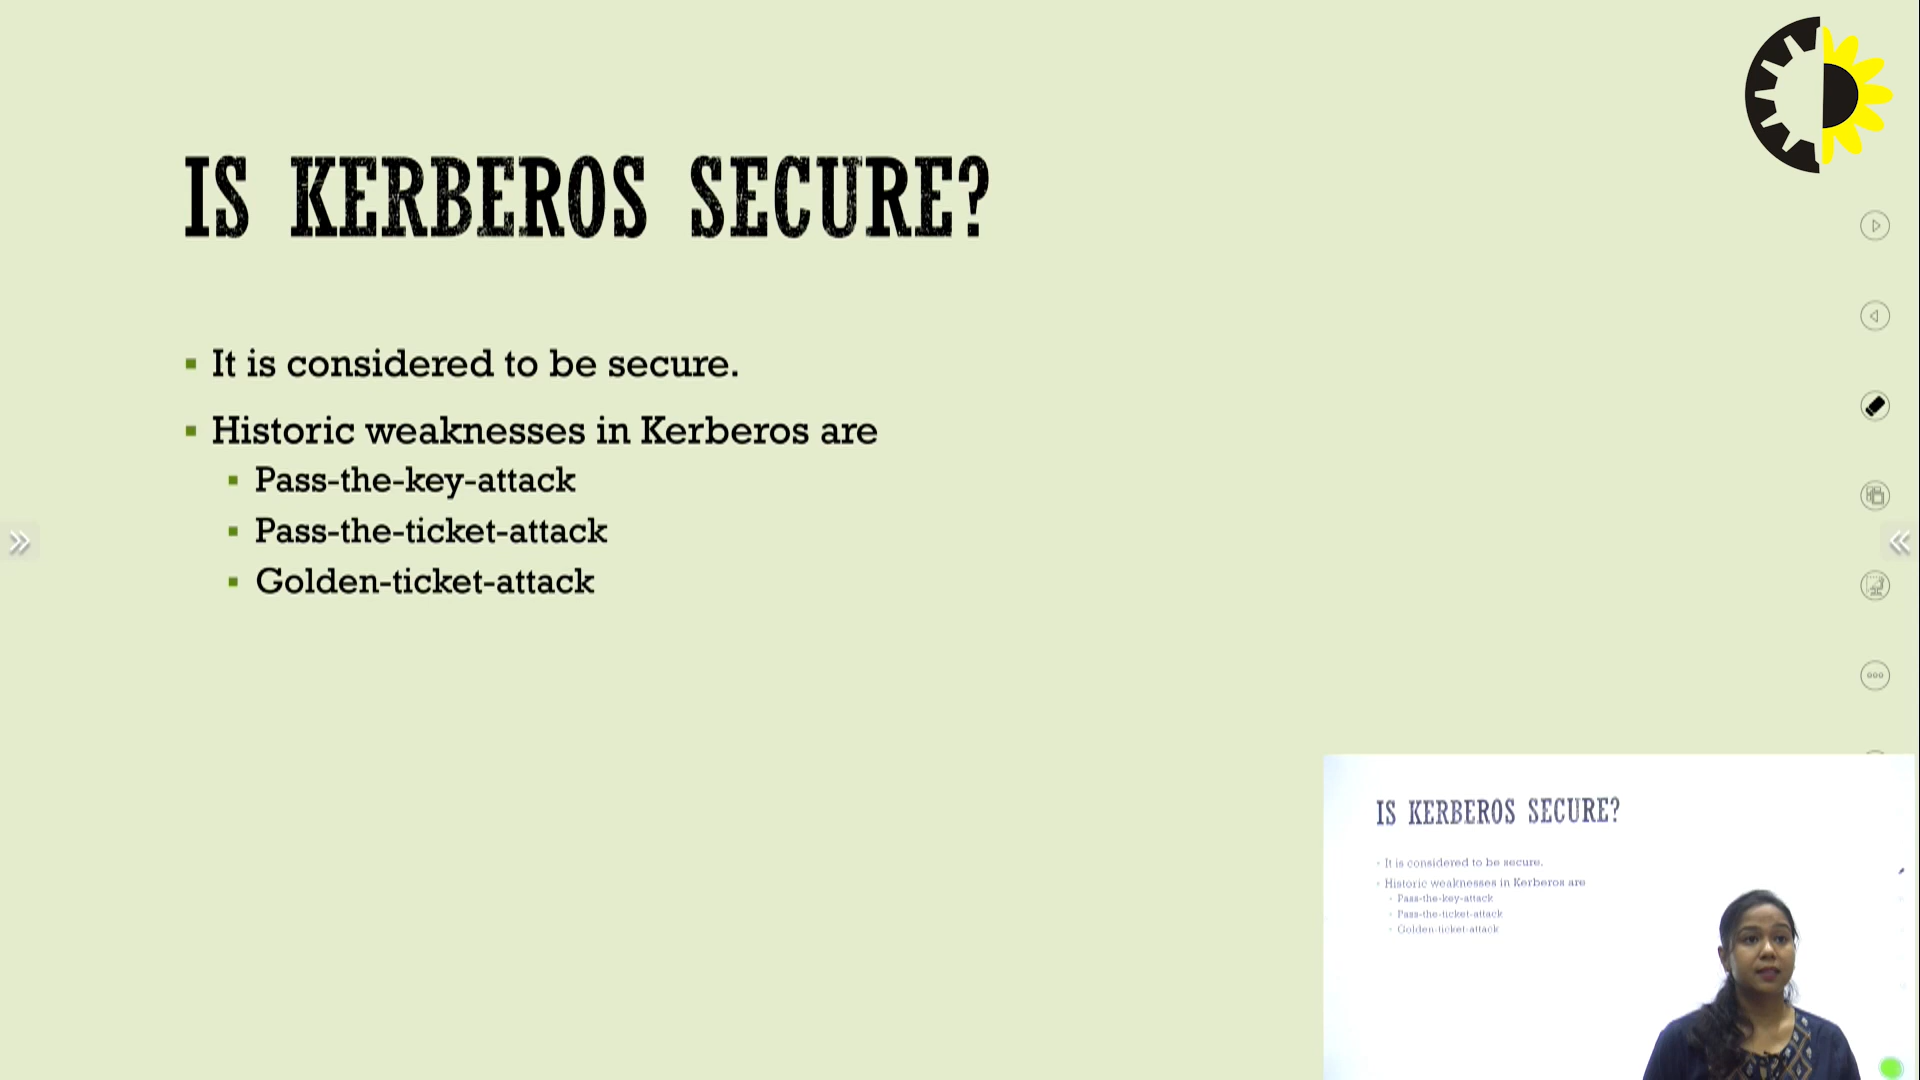 IS KERBEROS SECURE?
It is considered to be secure.
Historic weaknesses in Kerberos are
Pass-the-key-attack
Pass-the-ticket-attack
Golden-ticket-attack
IS KERBEROS SECURE?
It is considered to be secure.
Historic weaknesses in Kerberos are
Pass-the-key-attack
Pass-the-ticket-attack
Golden-ticket-attack